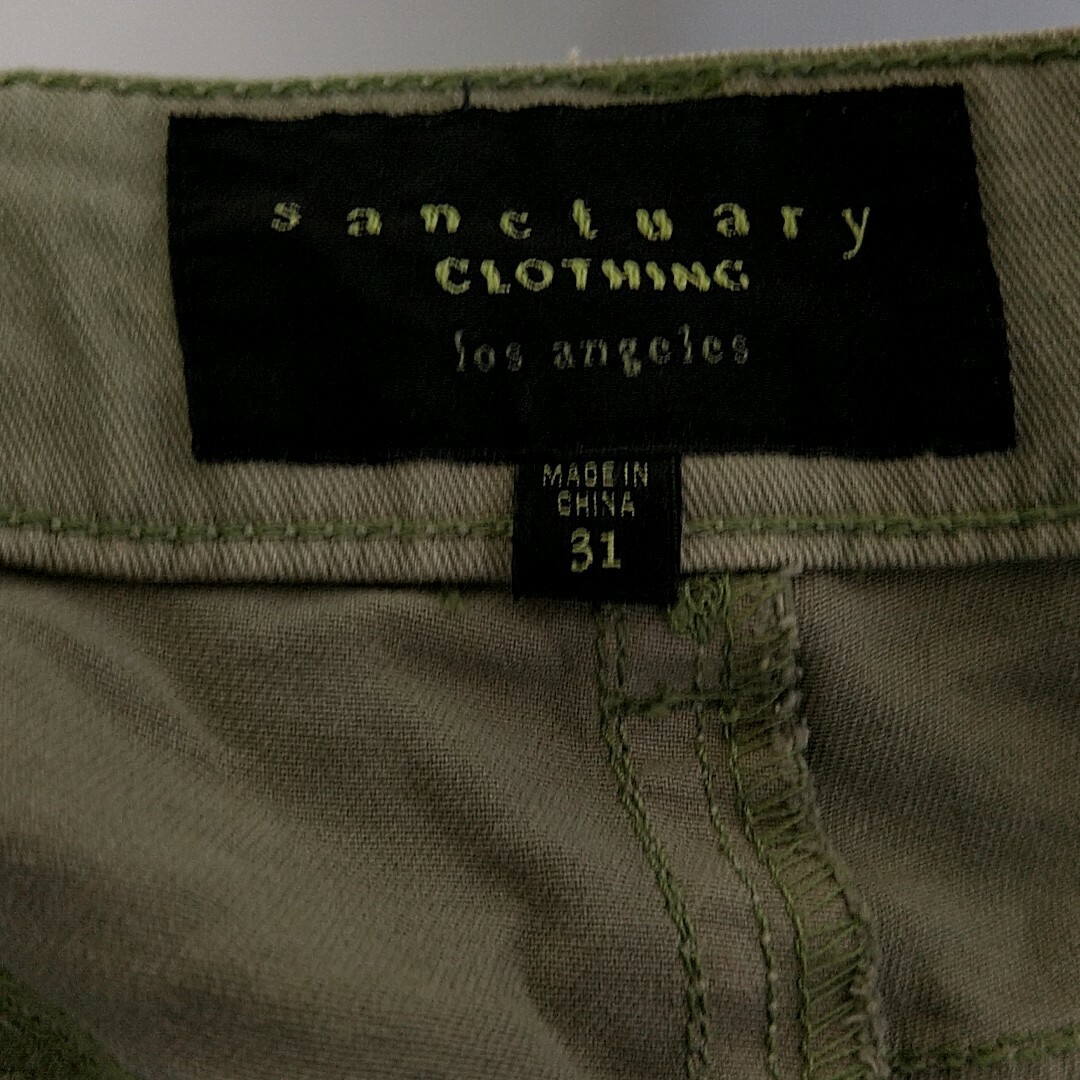 sanctuary
CLOTHING
los angeles
MADE IN
CHINA
31